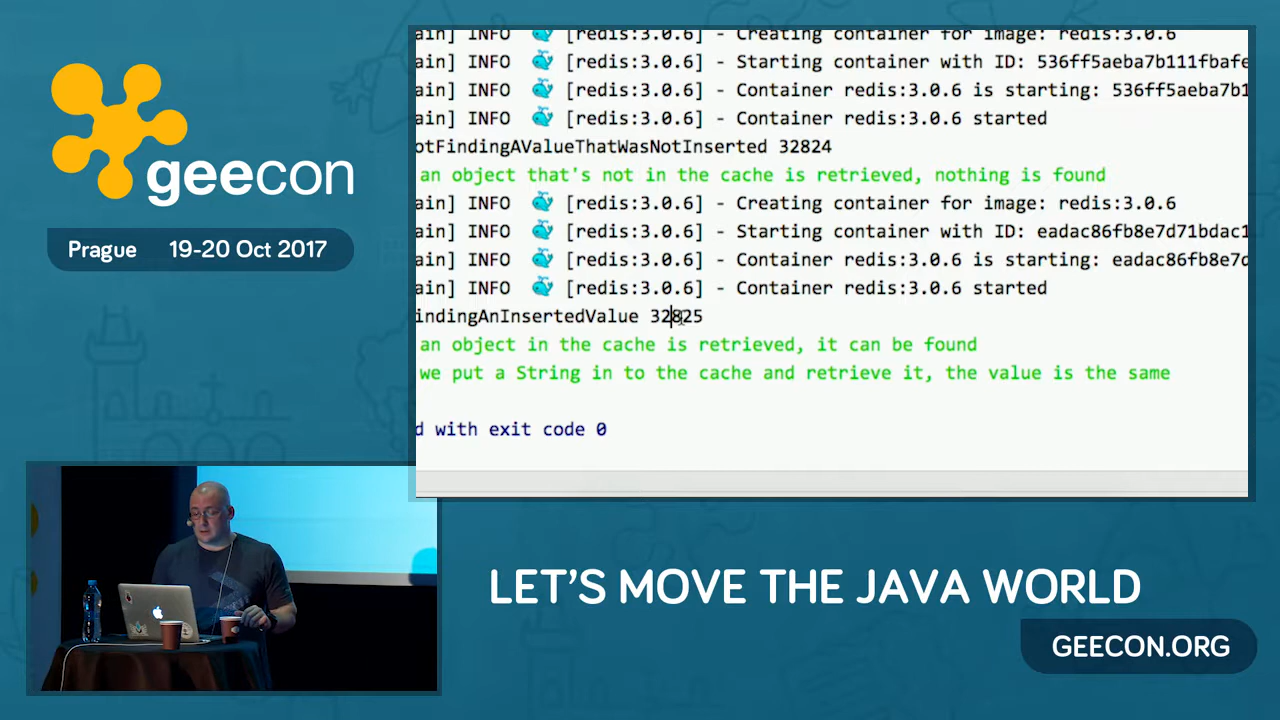 geecon
Prague 19-20 Oct 2017
ain] INFO [redis:3.0.6] - Creating container for image: redis:3.0.6
ain] INFO [redis:3.0.6] - Starting container with ID: 536ff5aeba7b111fbafe
ain] INFO [redis:3.0.6] - Container redis:3.0.6 is starting: 536ff5aeba7b1
ain] INFO [redis:3.0.6] - Container redis:3.0.6 started
otFindingAValueThatWasNotInserted 32824
an object that's not in the cache is retrieved, nothing is found
ain] INFO [redis:3.0.6] - Creating container for image: redis:3.0.6
ain] INFO [redis:3.0.6] - Starting container with ID: eadac86fb8e7d71bdac1
ain] INFO [redis:3.0.6] - Container redis:3.0.6 is starting: eadac86fb8e7d
ain] INFO [redis:3.0.6] - Container redis:3.0.6 started
indingAnInsertedValue 32825
an object in the cache is retrieved, it can be found
we put a String in to the cache and retrieve it, the value is the same
d with exit code 0
LET'S MOVE THE JAVA WORLD
GEECON.ORG